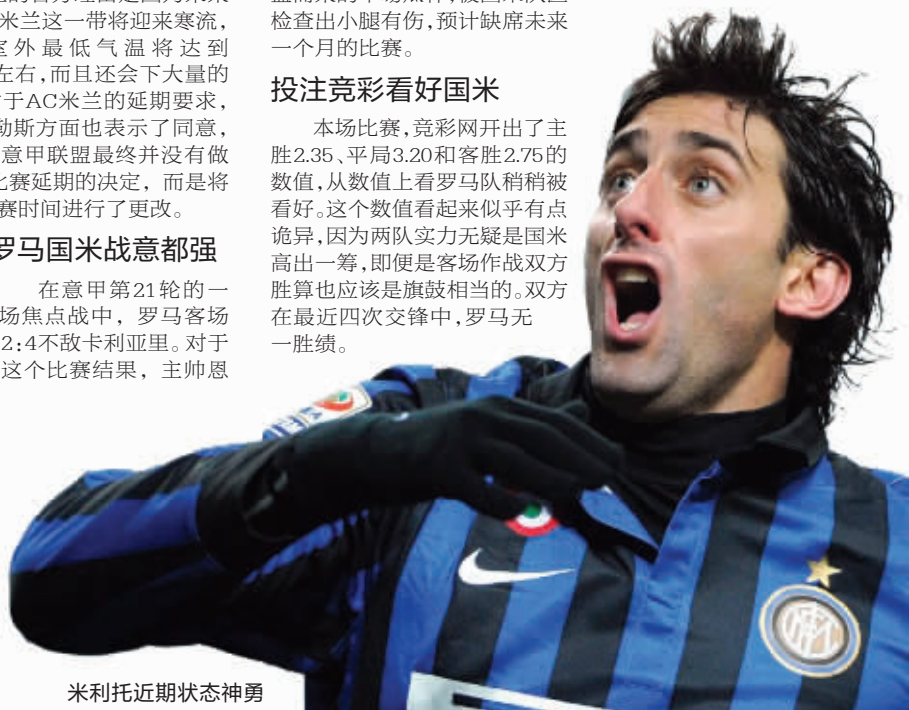 米兰这一带将迎来寒流，
室外最低气温将达到
左右，而且还会下大量的
于AC米兰的延期要求，
勒斯方面也表示了同意，
意甲联盟最终并没有做
比赛延期的决定，而是将
赛时间进行了更改。
罗马国米战意都强
在意甲第21轮的一
场焦点战中，罗马客场
2:4不敌卡利亚里。对于
这个比赛结果，主帅恩
检查出小腿有伤，预计缺席未来
一个月的比赛。
投注竞彩看好国米
本场比赛，竞彩网开出了主
胜2.35、平局3.20和客胜2.75的
数值，从数值上看罗马队稍稍被
看好。这个数值看起来似乎有点
诡异，因为两队实力无疑是国米
高出一筹，即便是客场作战双方
胜算也应该是旗鼓相当的。双方
在最近四次交锋中，罗马无
一胜绩。
米利托近期状态神勇